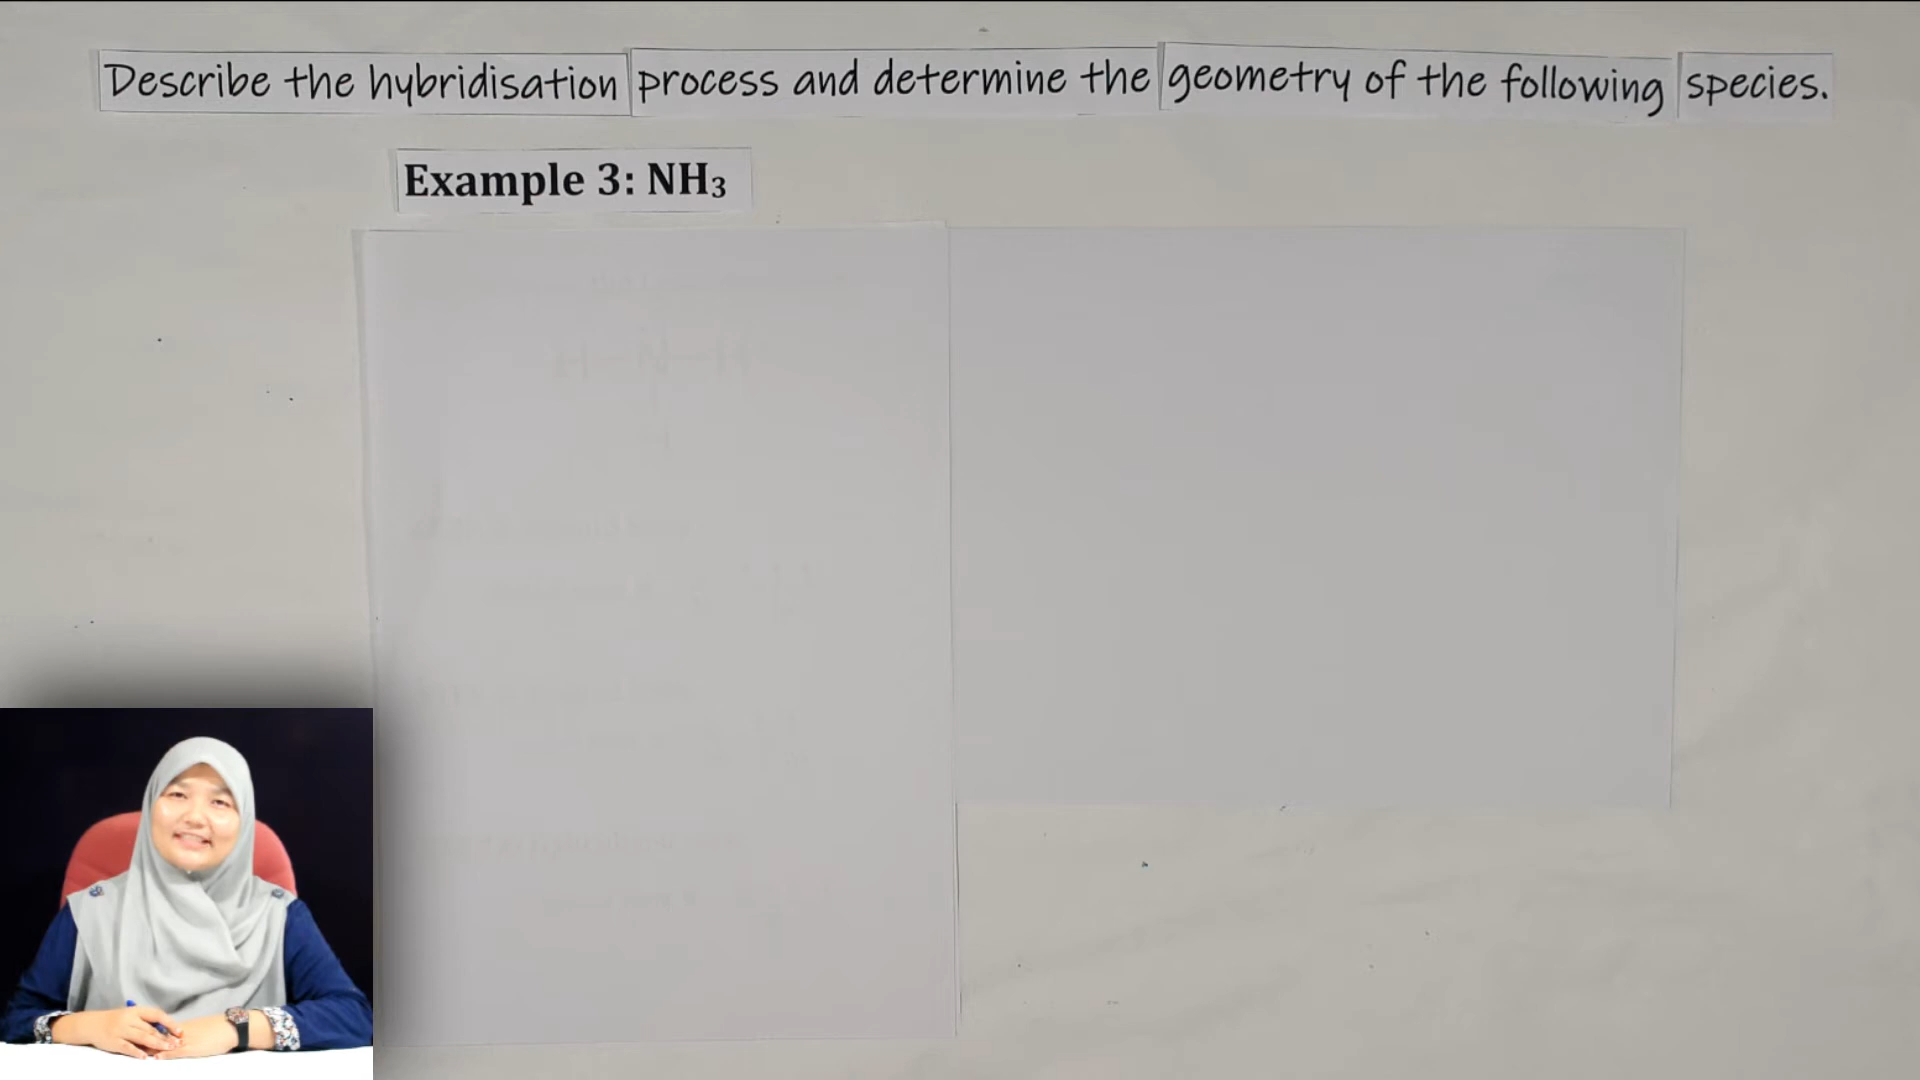 Describe the hybridisation process and determine the geometry of the following species.
Example 3: NH₃